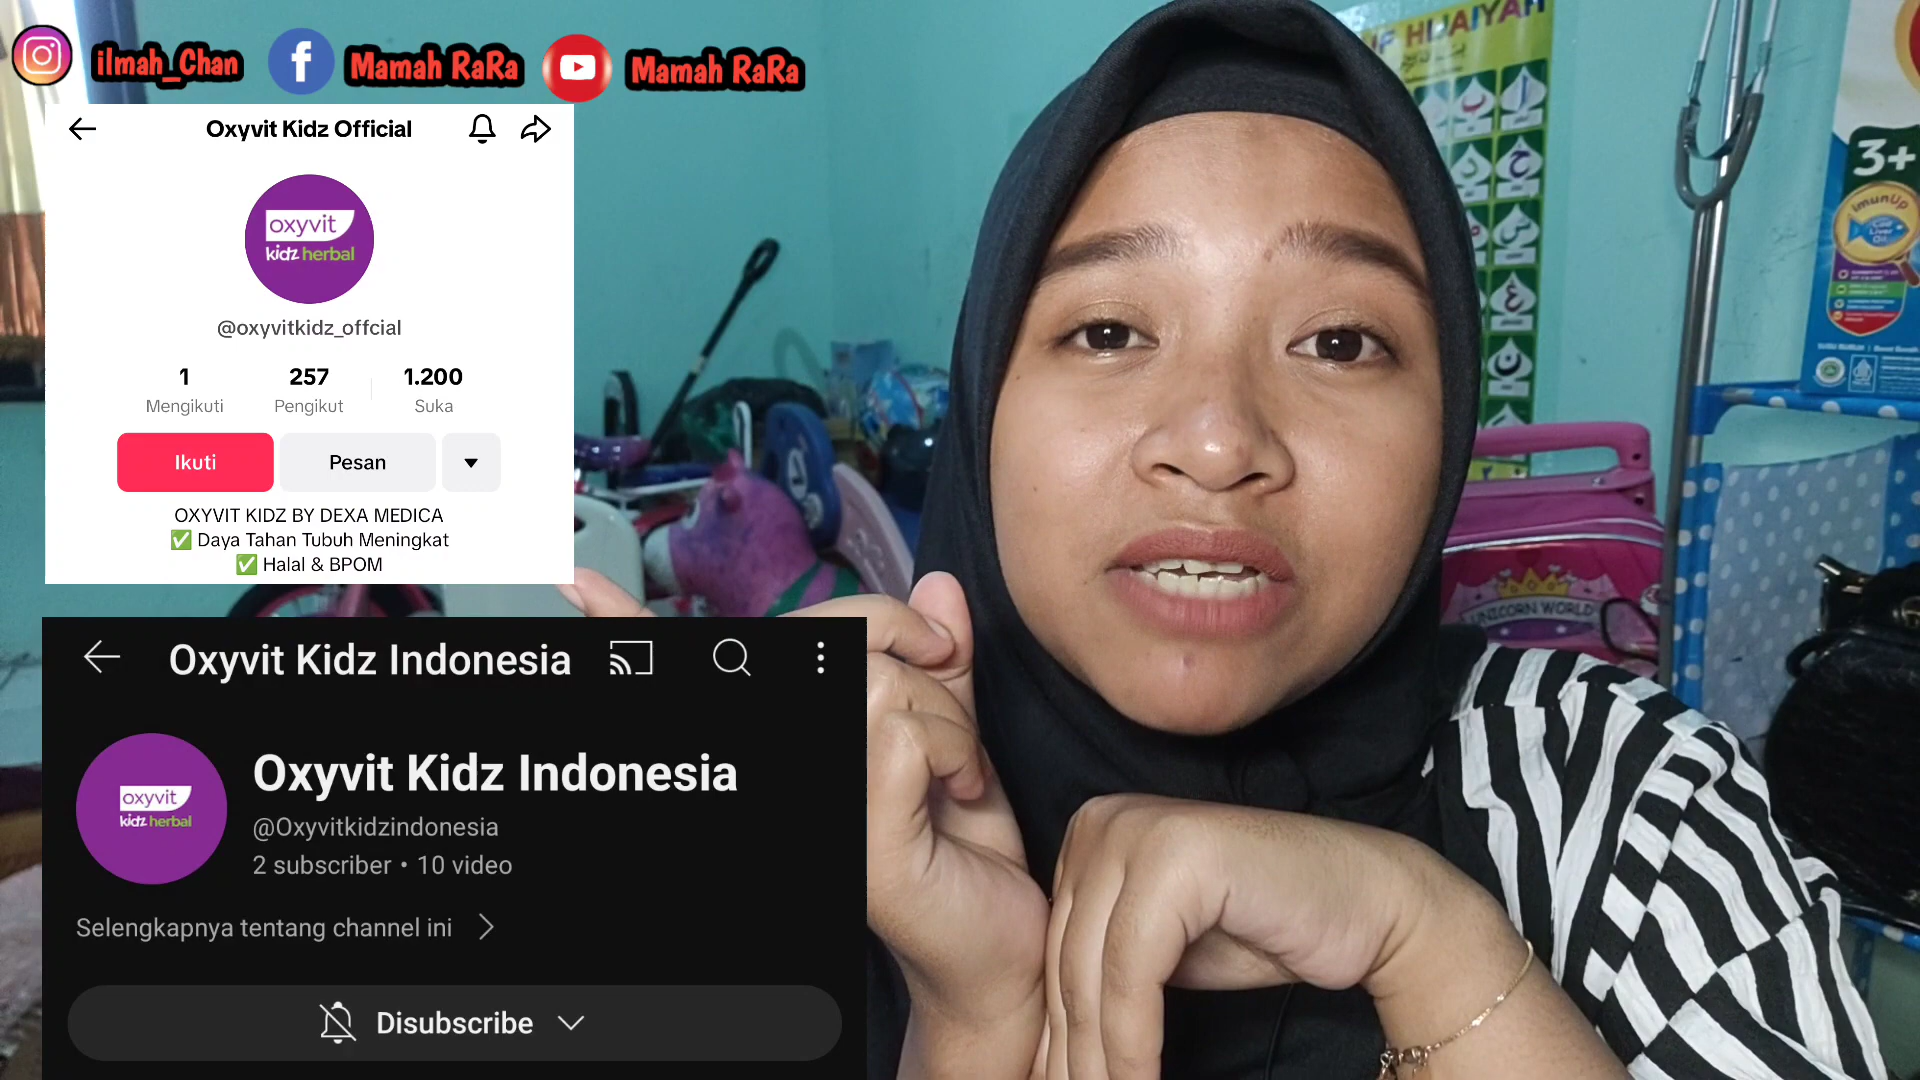 ilmah_Chan
Mamah RaRa
Mamah RaRa
Oxyvit Kidz Official
oxyvit
kidz herbal
@oxyvitkidz_offcial
1 257 1.200
Mengikuti Pengikut Suka
Ikuti Pesan
OXYVIT KIDZ BY DEXA MEDICA
✅ Daya Tahan Tubuh Meningkat
✅ Halal & BPOM
Oxyvit Kidz Indonesia
oxyvit
kidz herbal
Oxyvit Kidz Indonesia
@Oxyvitkidzindonesia
2 subscriber • 10 video
Selengkapnya tentang channel ini
Disubscribe
HIJAIYAH
3+
imunUp
UNICORN WORLD